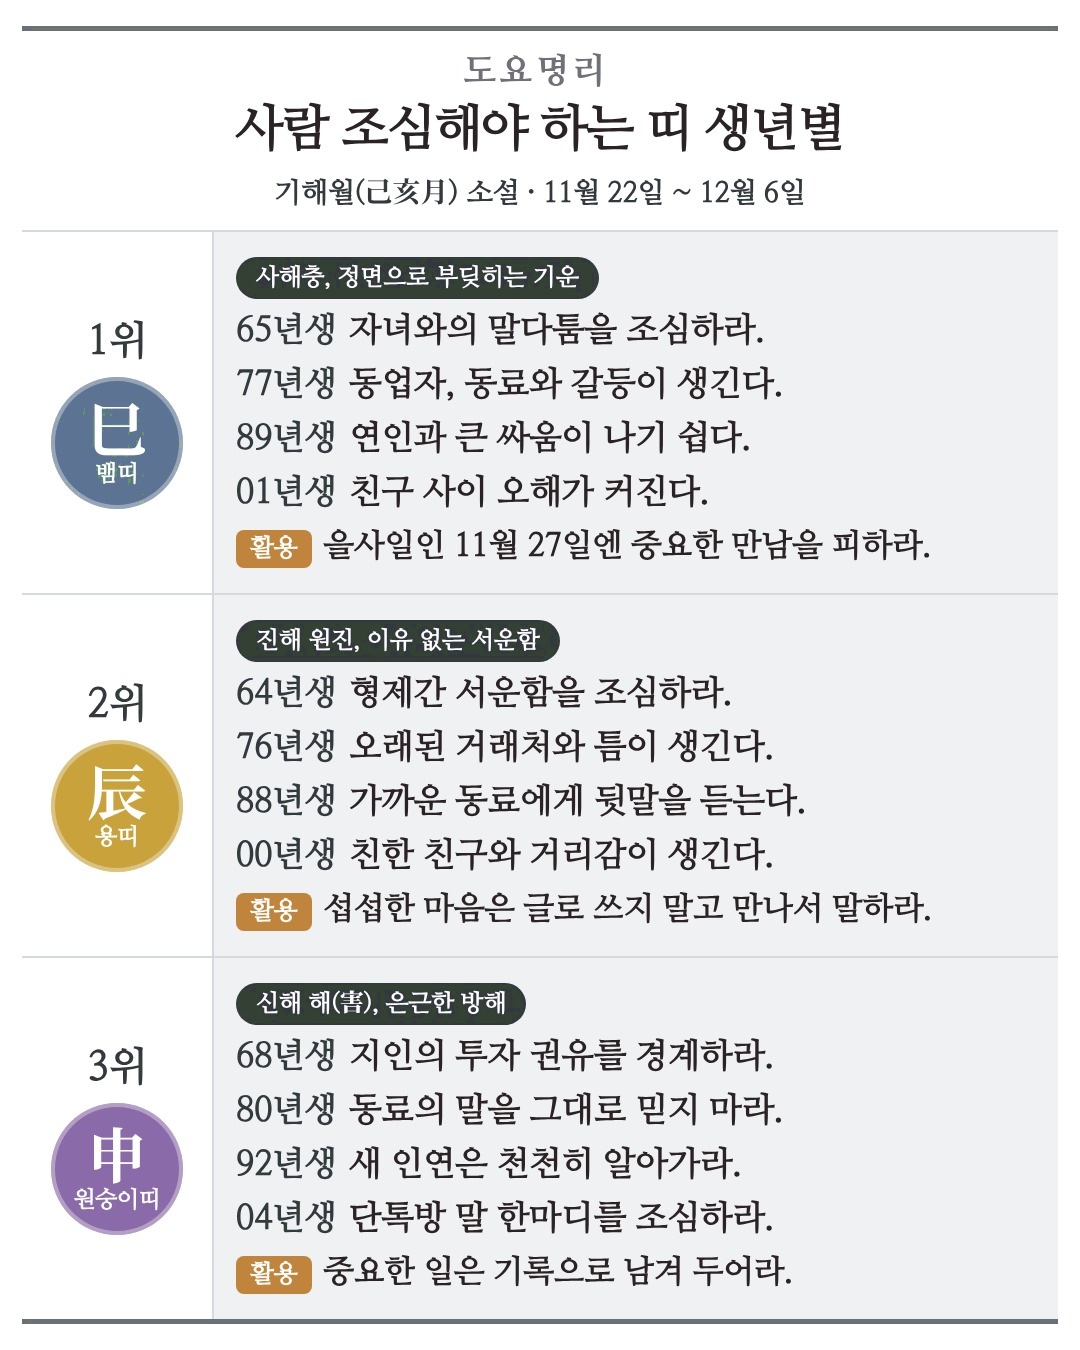 도요명리
사람 조심해야 하는 띠 생년별
기해월(己亥月) 소설 · 11월 22일 ~ 12월 6일
1위
巳
뱀띠
사해충, 정면으로 부딪히는 기운
65년생 자녀와의 말다툼을 조심하라.
77년생 동업자, 동료와 갈등이 생긴다.
89년생 연인과 큰 싸움이 나기 쉽다.
01년생 친구 사이 오해가 커진다.
활용 을사일인 11월 27일엔 중요한 만남을 피하라.
2위
辰
용띠
진해 원진, 이유 없는 서운함
64년생 형제간 서운함을 조심하라.
76년생 오래된 거래처와 틈이 생긴다.
88년생 가까운 동료에게 뒷말을 듣는다.
00년생 친한 친구와 거리감이 생긴다.
활용 섭섭한 마음은 글로 쓰지 말고 만나서 말하라.
3위
申
원숭이띠
신해 해(害), 은근한 방해
68년생 지인의 투자 권유를 경계하라.
80년생 동료의 말을 그대로 믿지 마라.
92년생 새 인연은 천천히 알아가라.
04년생 단톡방 말 한마디를 조심하라.
활용 중요한 일은 기록으로 남겨 두어라.